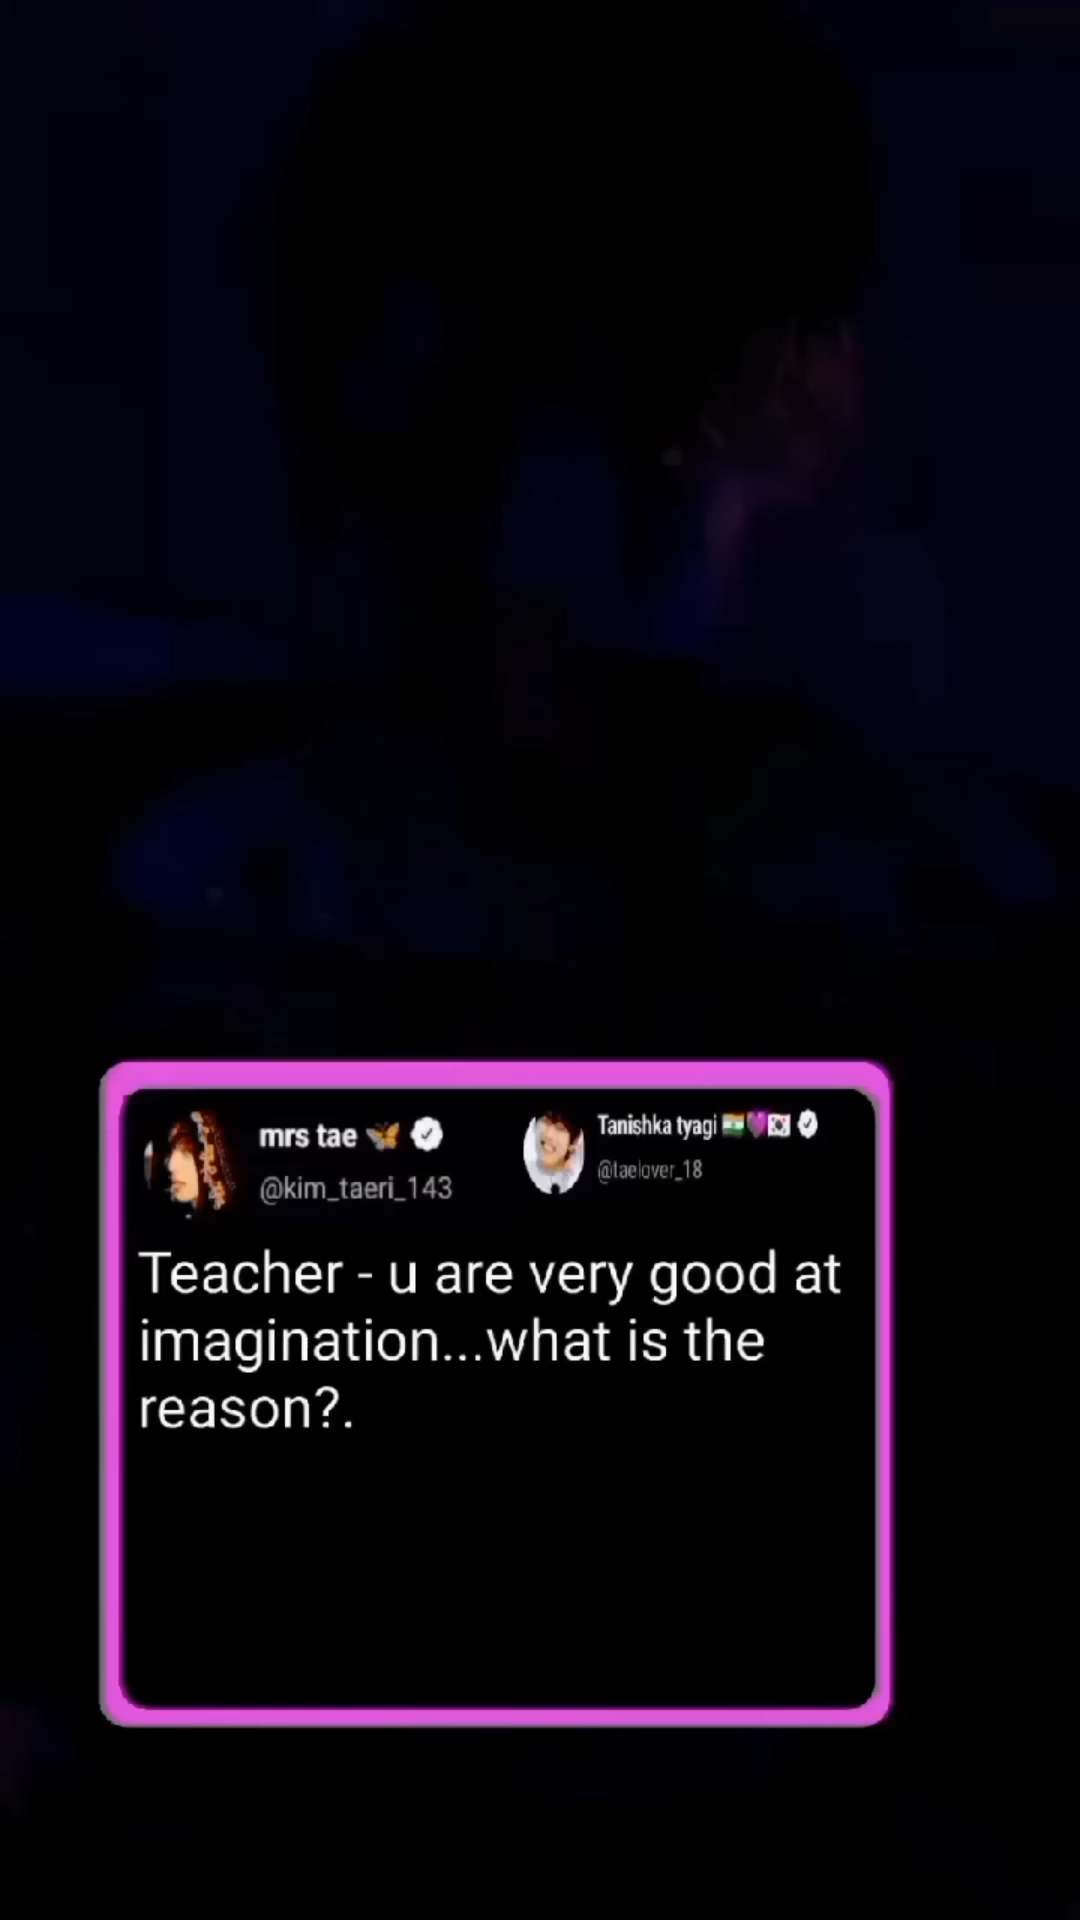 mrs tae 🦋
@kim_taeri_143
Tanishka tyagi 🇮🇳💜🇰🇷
@taelover_18
Teacher - u are very good at
imagination...what is the
reason?.